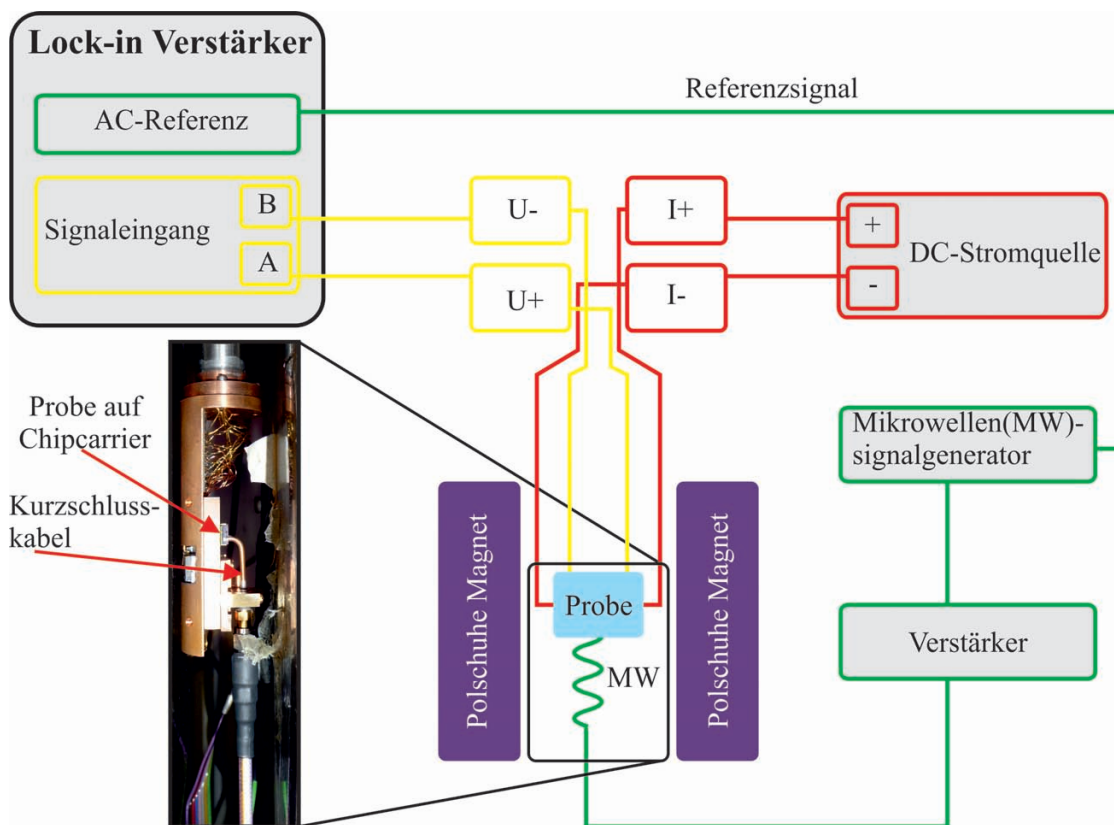 Lock-in Verstärker
AC-Referenz
Referenzsignal
Signaleingang
B
A
U-
U+
I+
I-
+
-
DC-Stromquelle
Probe auf
Chipcarrier
Kurzschluss-
kabel
Polschuhe Magnet
Probe
MW
Polschuhe Magnet
Mikrowellen(MW)-
signalgenerator
Verstärker